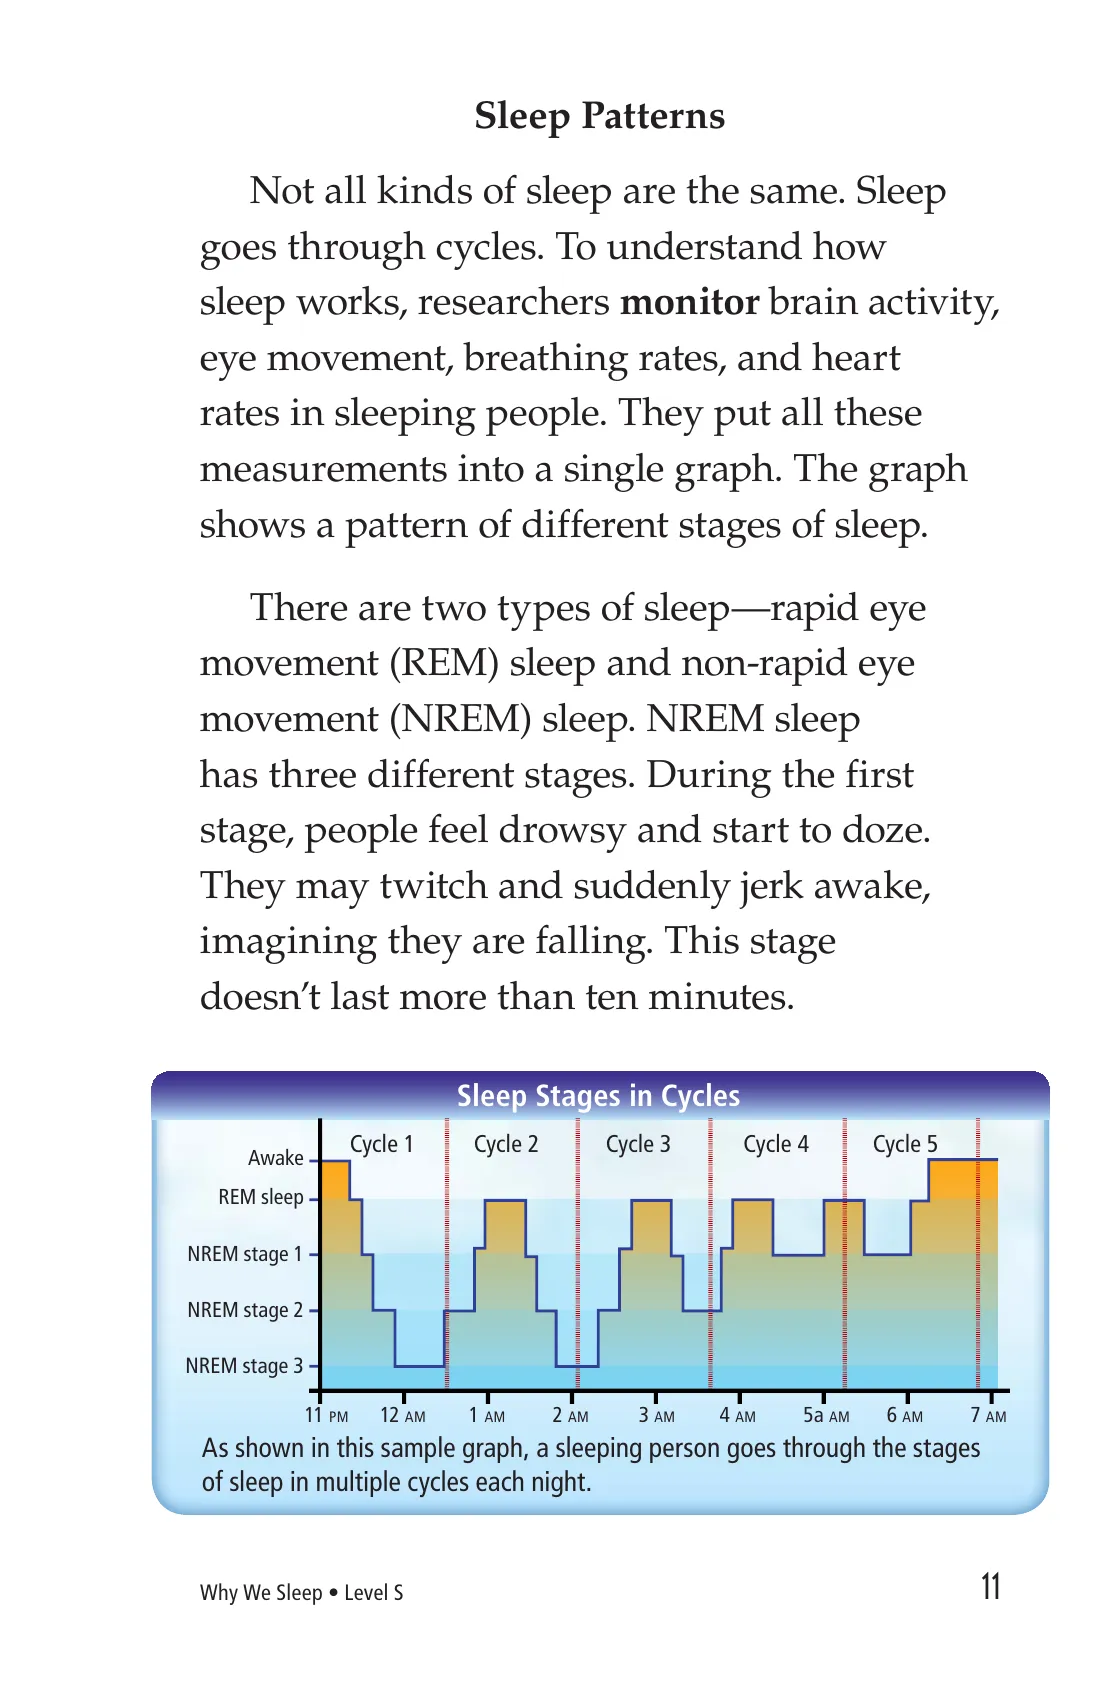 Sleep Patterns
Not all kinds of sleep are the same. Sleep
goes through cycles. To understand how
sleep works, researchers monitor brain activity,
eye movement, breathing rates, and heart
rates in sleeping people. They put all these
measurements into a single graph. The graph
shows a pattern of different stages of sleep.
There are two types of sleep—rapid eye
movement (REM) sleep and non-rapid eye
movement (NREM) sleep. NREM sleep
has three different stages. During the first
stage, people feel drowsy and start to doze.
They may twitch and suddenly jerk awake,
imagining they are falling. This stage
doesn’t last more than ten minutes.
Sleep Stages in Cycles
Cycle 1 Cycle 2 Cycle 3 Cycle 4 Cycle 5
Awake
REM sleep
NREM stage 1
NREM stage 2
NREM stage 3
11 PM 12 AM 1 AM 2 AM 3 AM 4 AM 5a AM 6 AM 7 AM
As shown in this sample graph, a sleeping person goes through the stages
of sleep in multiple cycles each night.
Why We Sleep • Level S 11